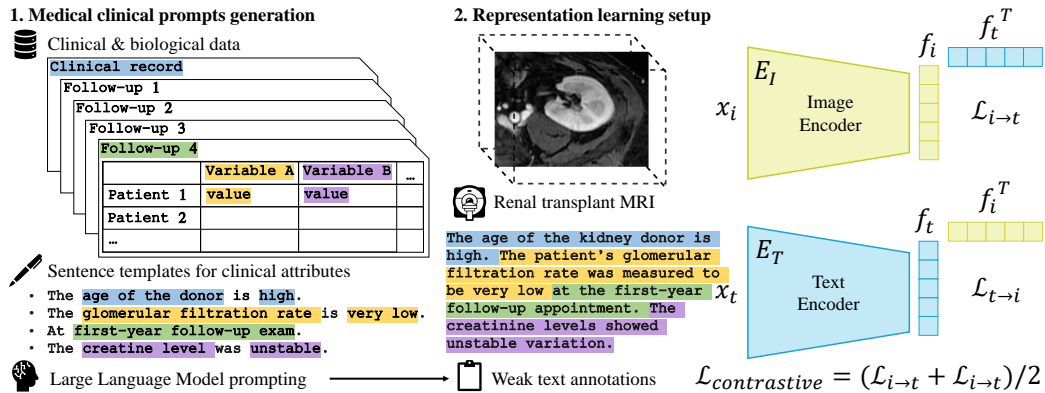 1. Medical clinical prompts generation
Clinical & biological data
Clinical record
Follow-up 1
Follow-up 2
Follow-up 3
Follow-up 4
Variable A Variable B …
Patient 1 value value
Patient 2
…
Sentence templates for clinical attributes
• The age of the donor is high.
• The glomerular filtration rate is very low.
• At first-year follow-up exam.
• The creatine level was unstable.
Large Language Model prompting
2. Representation learning setup
Renal transplant MRI
The age of the kidney donor is
high. The patient's glomerular
filtration rate was measured to
be very low at the first-year
follow-up appointment. The
creatinine levels showed
unstable variation.
Weak text annotations
x_i
E_I
Image
Encoder
f_i
f_t^T
ℒ_{i→t}
x_t
E_T
Text
Encoder
f_t
f_i^T
ℒ_{t→i}
ℒ_{contrastive} = (ℒ_{i→t} + ℒ_{i→t})/2